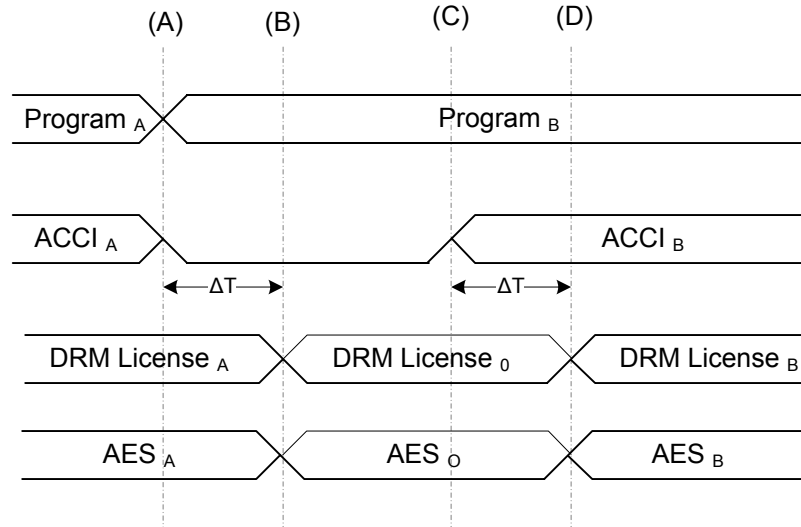 (A) (B) (C) (D)
Program A Program B
ACCI A ACCI B
ΔT ΔT
DRM License A DRM License 0 DRM License B
AES A AES O AES B